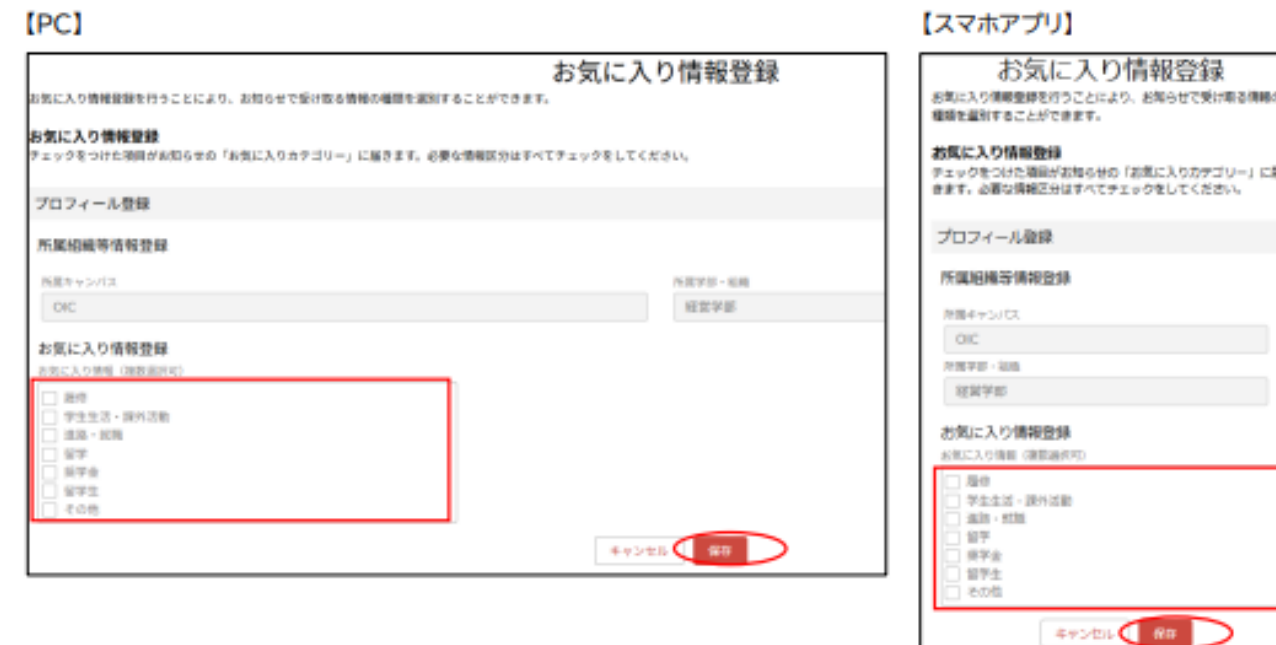 【PC】
お気に入り情報登録
お気に入り情報登録を行うことにより、お知らせで受け取る情報の種類を選別することができます。
お気に入り情報登録
チェックをつけた項目がお知らせの「お気に入りカテゴリー」に届きます。必要な情報区分はすべてチェックをしてください。
プロフィール登録
所属組織等情報登録
所属キャンパス
所属学部・組織
OIC
経営学部
お気に入り情報登録
お気に入り情報（複数選択可）
履修
学生生活・課外活動
進路・就職
留学
奨学金
留学生
その他
キャンセル
保存
【スマホアプリ】
お気に入り情報登録
お気に入り情報登録を行うことにより、お知らせで受け取る情報の
種類を選別することができます。
お気に入り情報登録
チェックをつけた項目がお知らせの「お気に入りカテゴリー」に届
きます。必要な情報区分はすべてチェックをしてください。
プロフィール登録
所属組織等情報登録
所属キャンパス
OIC
所属学部・組織
経営学部
お気に入り情報登録
お気に入り情報（複数選択可）
履修
学生生活・課外活動
進路・就職
留学
奨学金
留学生
その他
キャンセル
保存